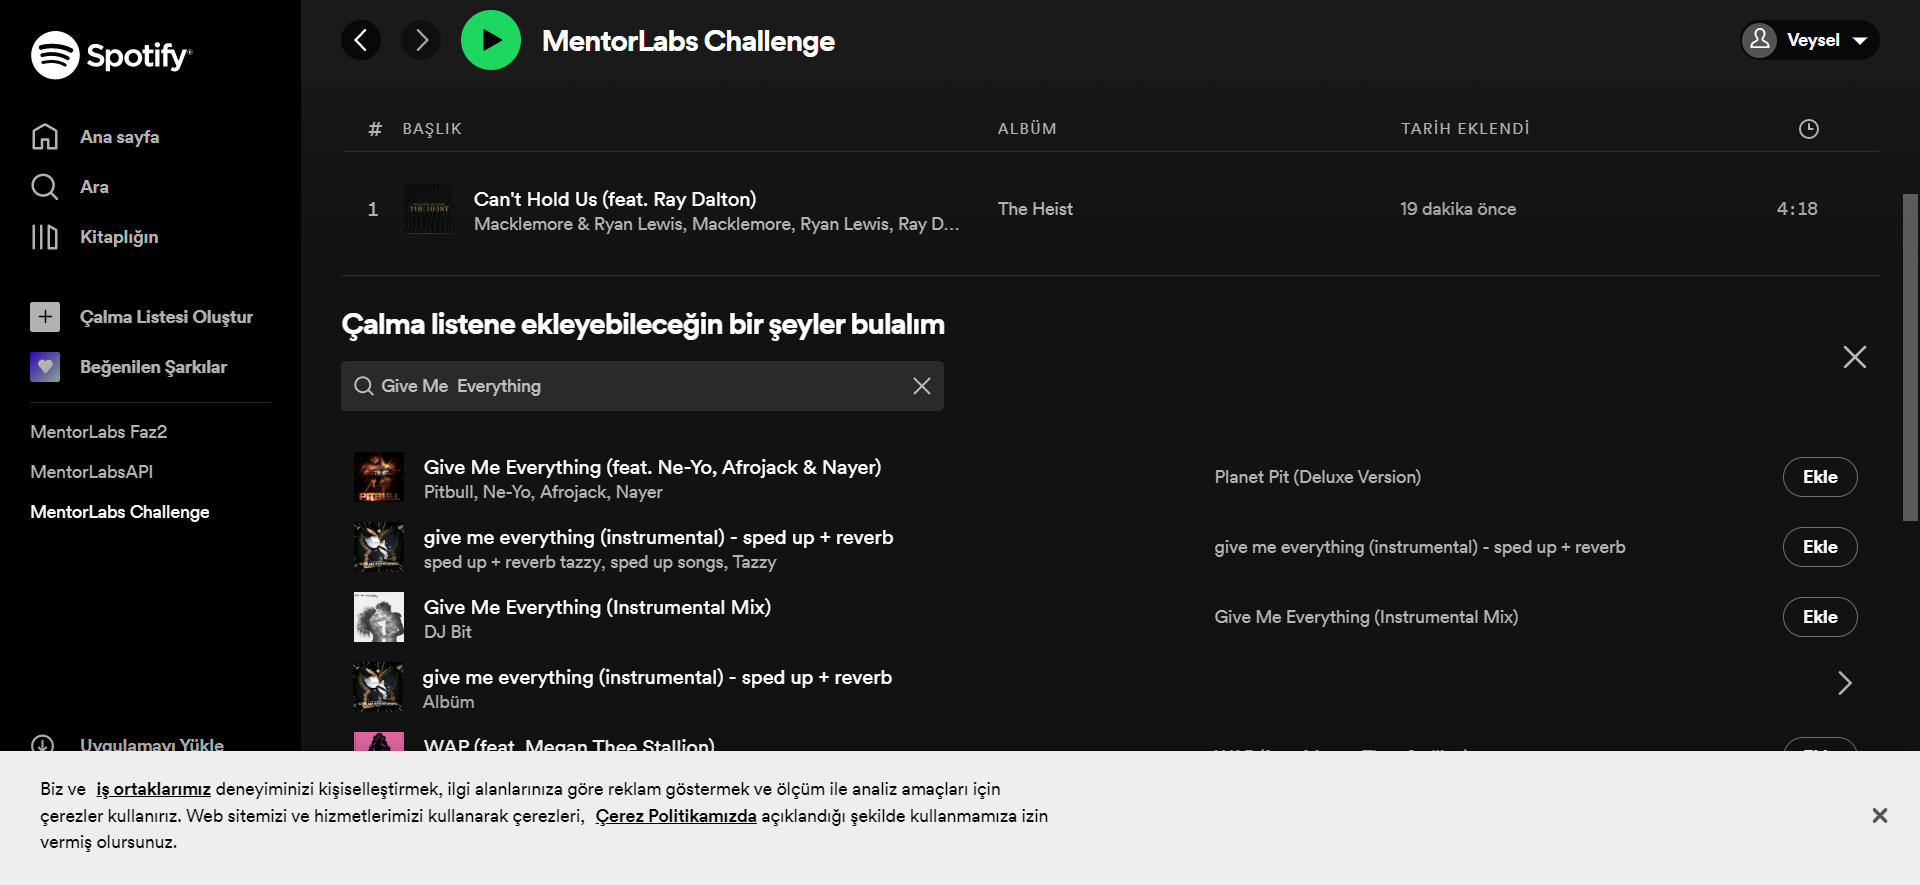 Spotify
Ana sayfa
Ara
Kitaplığın
Çalma Listesi Oluştur
Beğenilen Şarkılar
MentorLabs Faz2
MentorLabsAPI
MentorLabs Challenge
Uygulamayı Yükle
MentorLabs Challenge
Veysel
# BAŞLIK ALBÜM TARİH EKLENDİ
1 Can't Hold Us (feat. Ray Dalton) The Heist 19 dakika önce 4:18
Macklemore & Ryan Lewis, Macklemore, Ryan Lewis, Ray D...
THE HEIST
Çalma listene ekleyebileceğin bir şeyler bulalım
Give Me  Everything
Give Me Everything (feat. Ne-Yo, Afrojack & Nayer) Planet Pit (Deluxe Version) Ekle
Pitbull, Ne-Yo, Afrojack, Nayer
PITBULL
give me everything (instrumental) - sped up + reverb give me everything (instrumental) - sped up + reverb Ekle
sped up + reverb tazzy, sped up songs, Tazzy
Give Me Everything (Instrumental Mix) Give Me Everything (Instrumental Mix) Ekle
DJ Bit
give me everything (instrumental) - sped up + reverb
Albüm
WAP (feat. Megan Thee Stallion)
Biz ve iş ortaklarımız deneyiminizi kişiselleştirmek, ilgi alanlarınıza göre reklam göstermek ve ölçüm ile analiz amaçları için
çerezler kullanırız. Web sitemizi ve hizmetlerimizi kullanarak çerezleri, Çerez Politikamızda açıklandığı şekilde kullanmamıza izin
vermiş olursunuz.